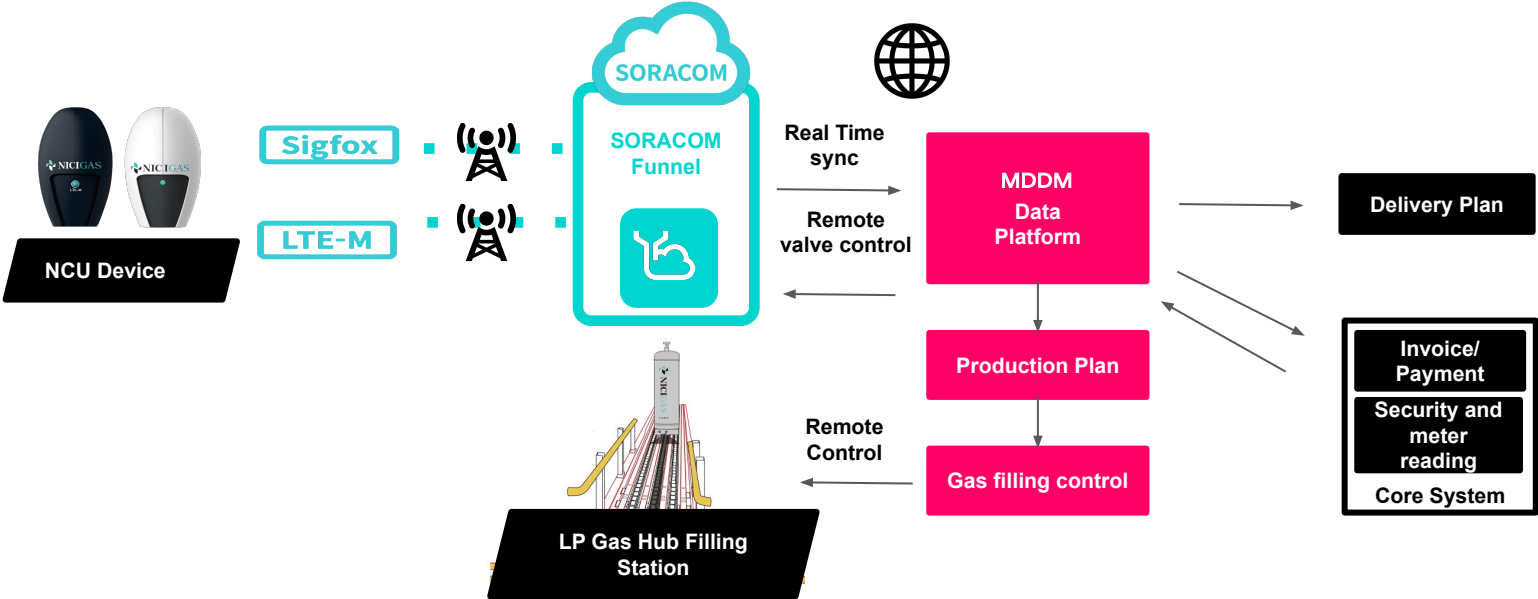 SORACOM
NICIGAS
LTE-M
NICIGAS
Sigfox
LTE-M
NCU Device
SORACOM
Funnel
Real Time
sync
Remote
valve control
MDDM
Data
Platform
Delivery Plan
Production Plan
Invoice/
Payment
Security and
meter
reading
Core System
NICIGAS
Remote
Control
Gas filling control
LP Gas Hub Filling
Station